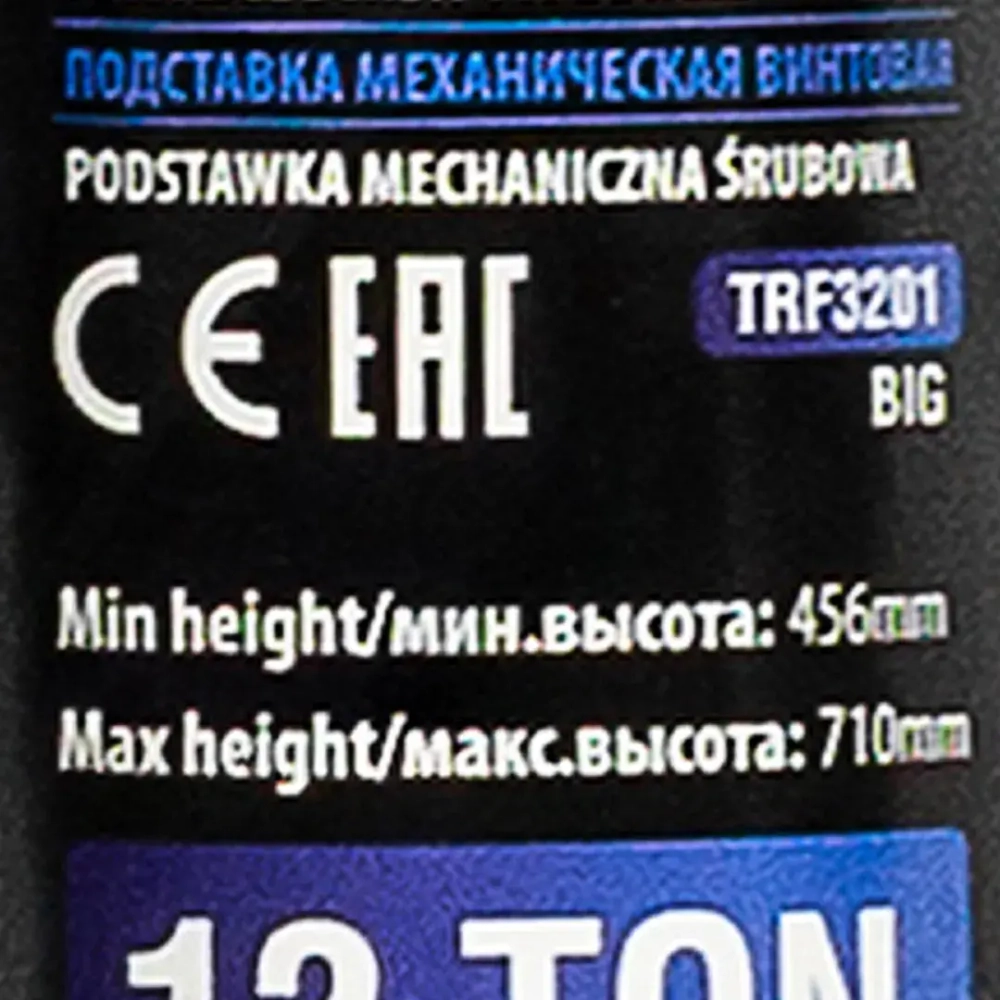 ПОДСТАВКА МЕХАНИЧЕСКАЯ ВИНТОВАЯ
PODSTAWKA MECHANICZNA ŚRUBOWA
CE EAC TRF3201
BIG
Min height/мин.высота: 456mm
Max height/макс.высота: 710mm
12 TON